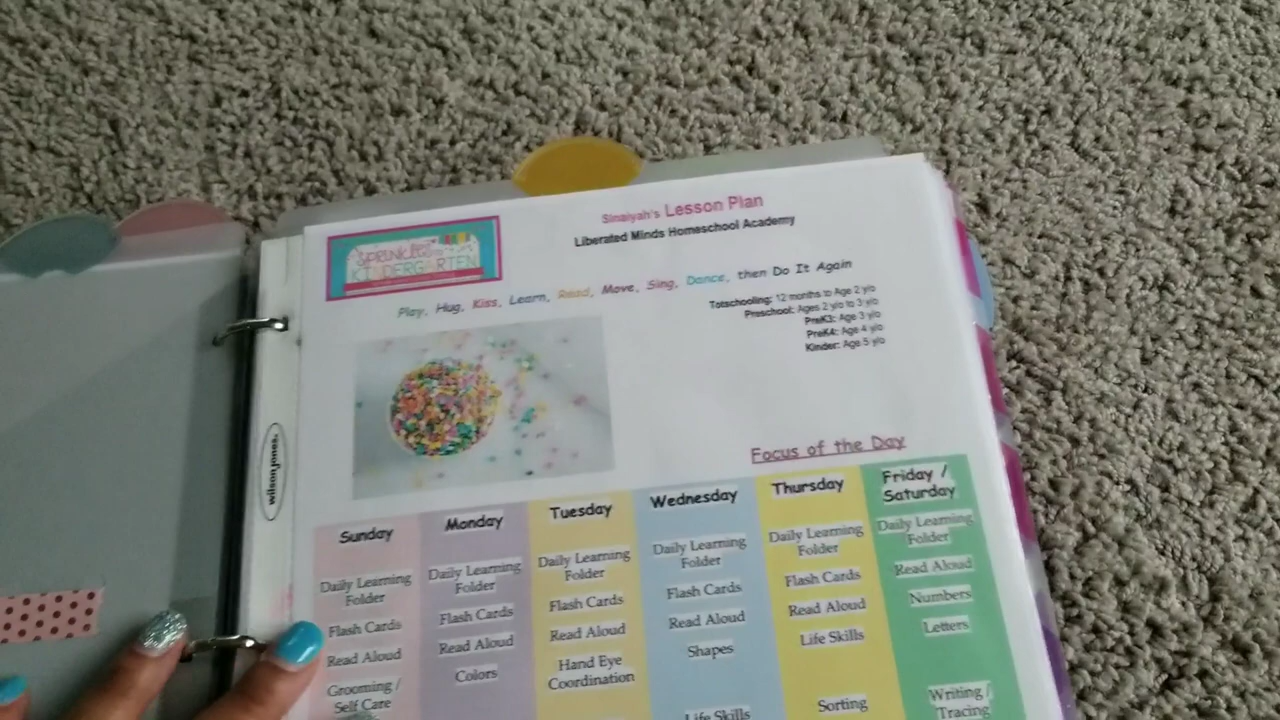 Sinaiyah's Lesson Plan
Liberated Minds Homeschool Academy
SPRINKLES to
KINDERGARTEN
Play, Hug, Kiss, Learn, Read, Move, Sing, Dance, then Do It Again
Totschooling: 12 months to Age 2 y/o
Preschool: Ages 2 y/o to 3 y/o
PreK3: Age 3 y/o
PreK4: Age 4 y/o
Kinder: Age 5 y/o
wilson jones.
Focus of the Day
Sunday
Daily Learning
Folder
Flash Cards
Read Aloud
Grooming /
Self Care
Monday
Daily Learning
Folder
Flash Cards
Read Aloud
Colors
Tuesday
Daily Learning
Folder
Flash Cards
Read Aloud
Hand Eye
Coordination
Wednesday
Daily Learning
Folder
Flash Cards
Read Aloud
Shapes
Life Skills
Thursday
Daily Learning
Folder
Flash Cards
Read Aloud
Life Skills
Sorting
Friday /
Saturday
Daily Learning
Folder
Read Aloud
Numbers
Letters
Writing /
Tracing